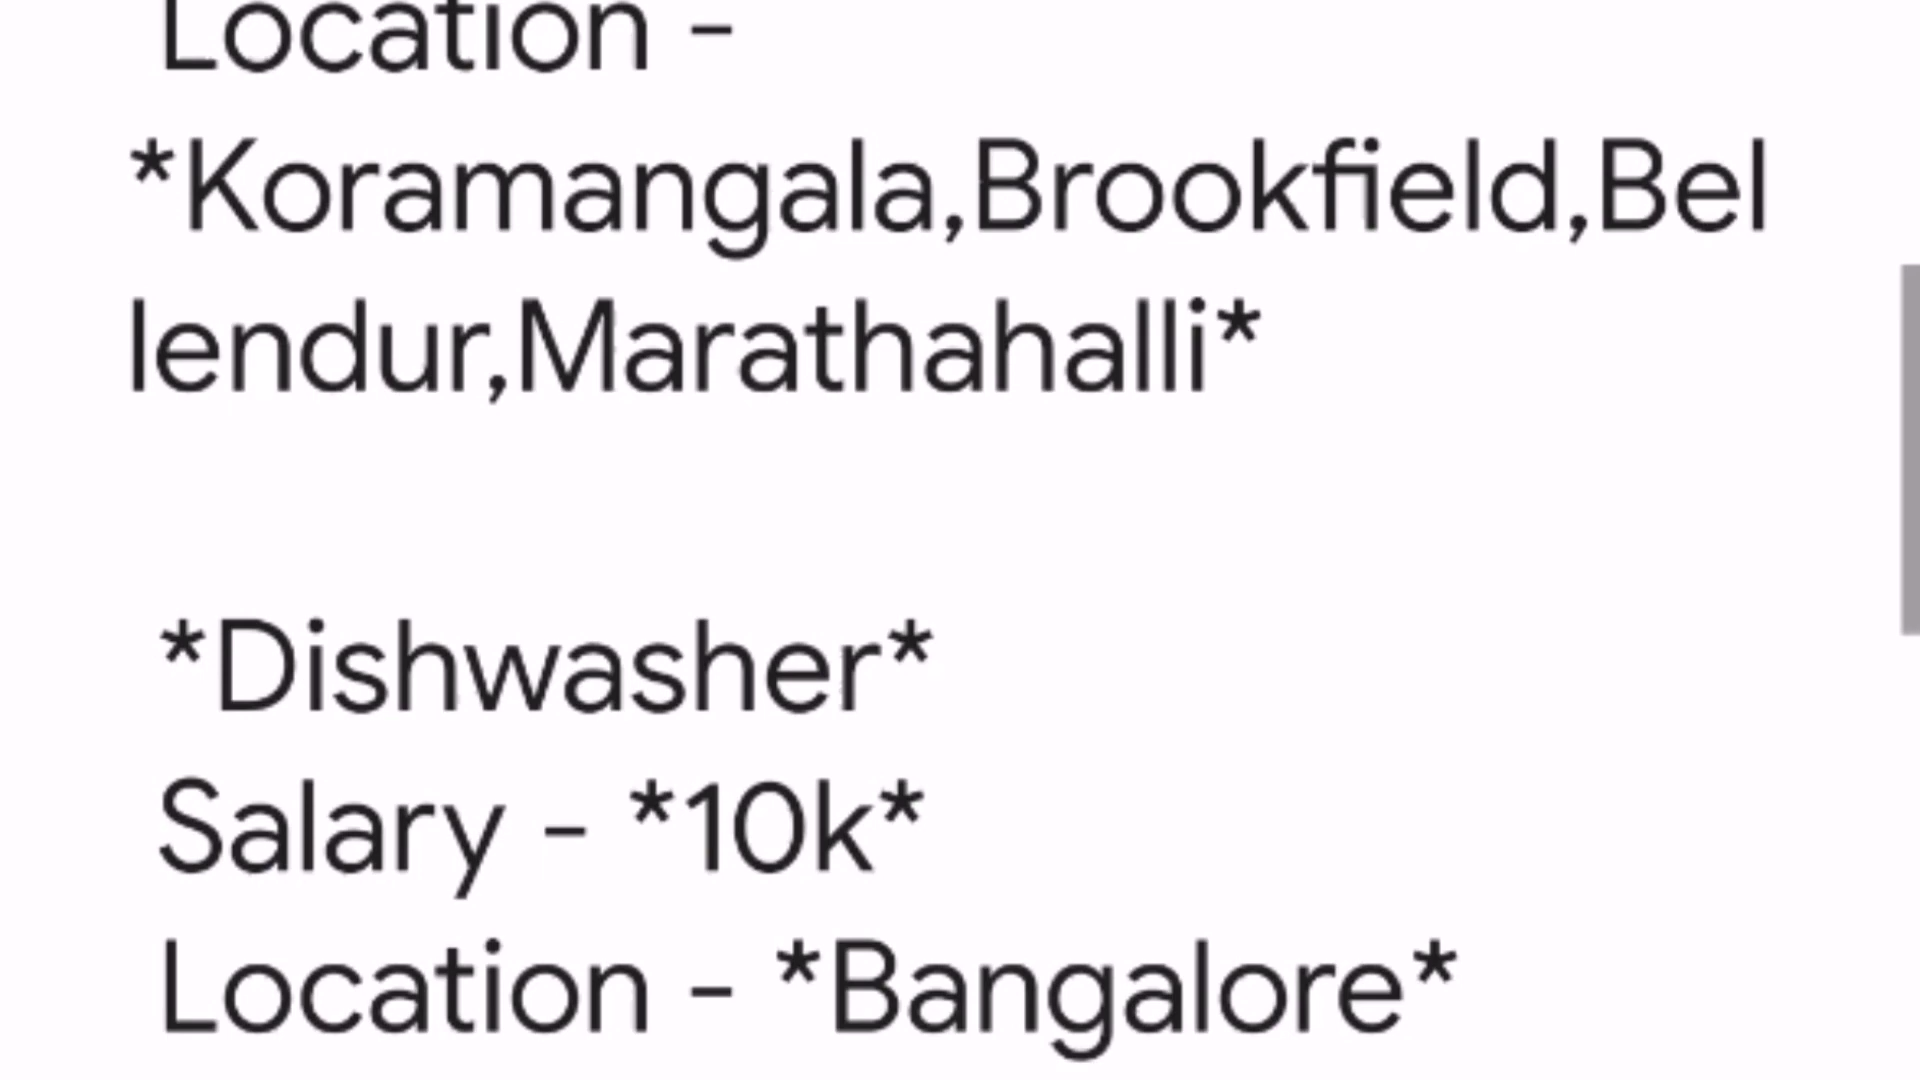 Location -
*Koramangala,Brookfield,Bel
lendur,Marathahalli*
*Dishwasher*
Salary - *10k*
Location - *Bangalore*